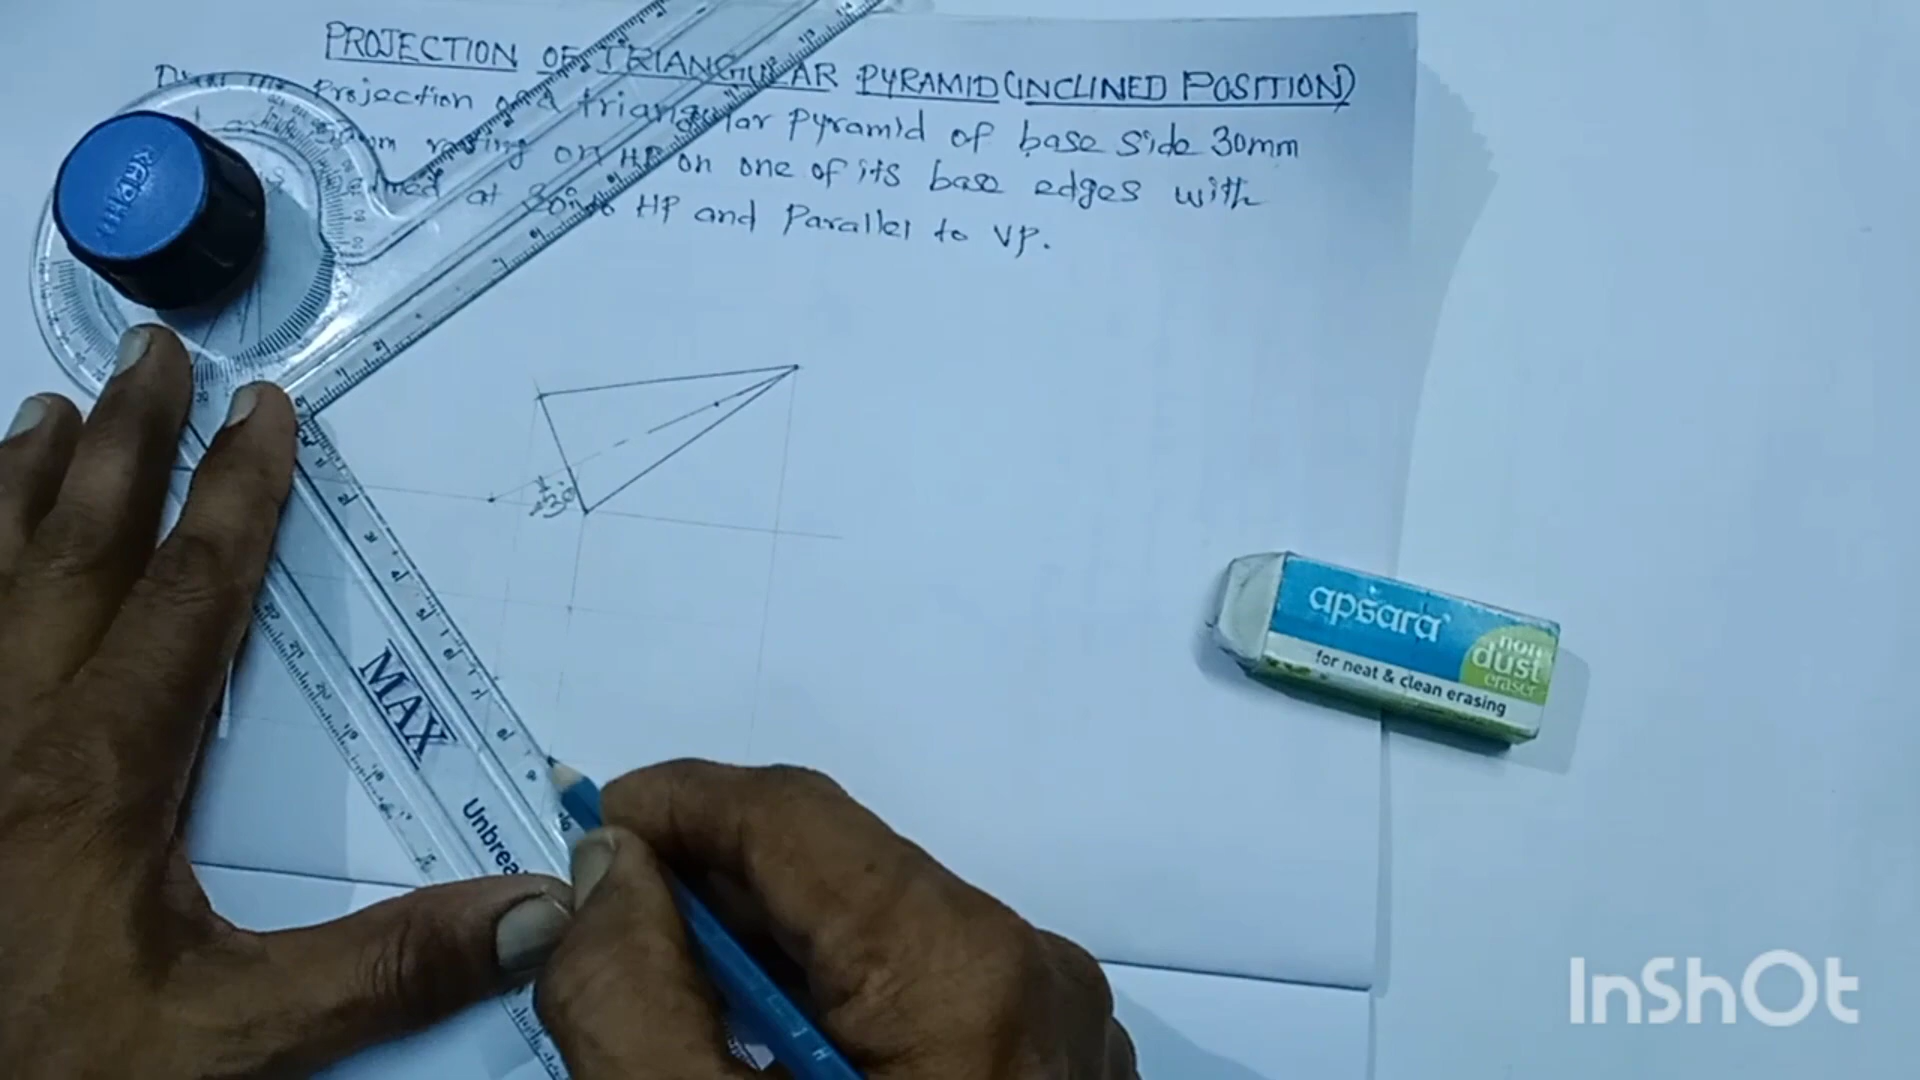 PROJECTION OF TRIANGULAR PYRAMID (INCLINED POSITION)
Projection of a triangular pyramid of base side 30mm
resting on HP on one of its base edges with
at 30° to HP and Parallel to VP.
30°
MAX
Unbrea
apsara
non
dust
eraser
for neat & clean erasing
InShOt